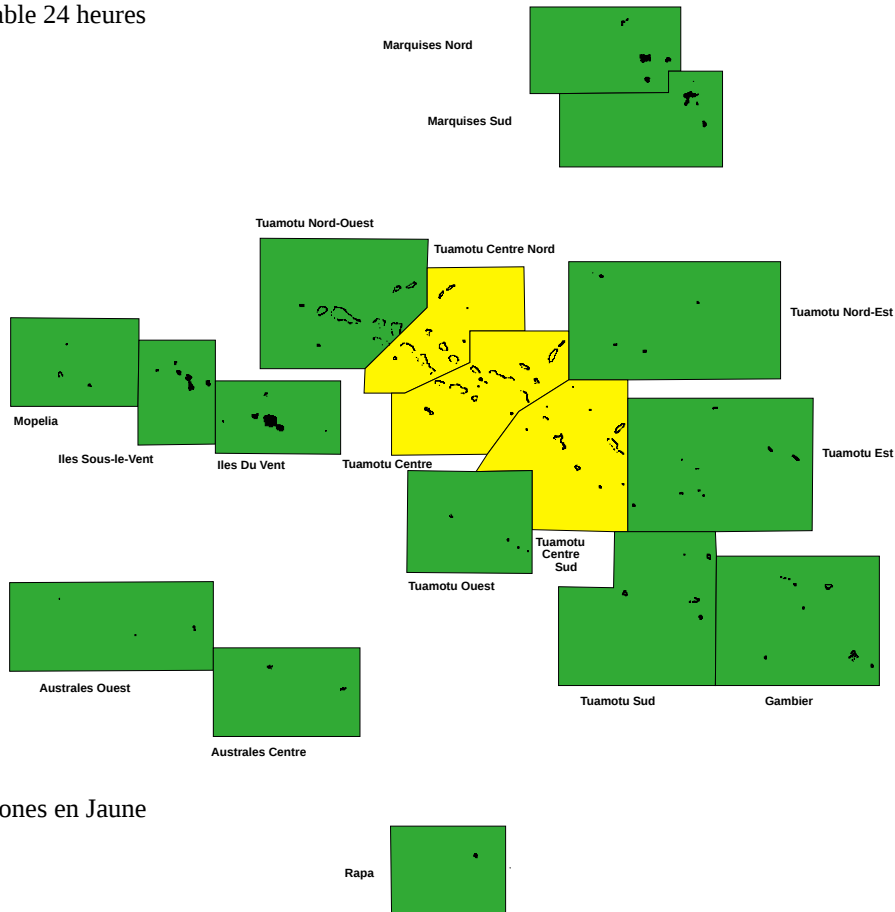 able 24 heures
Marquises Nord
Marquises Sud
Tuamotu Nord-Ouest
Tuamotu Centre Nord
Tuamotu Nord-Est
Mopelia
Iles Sous-le-Vent
Iles Du Vent
Tuamotu Centre
Tuamotu Est
Tuamotu
Centre
Sud
Tuamotu Ouest
Australes Ouest
Tuamotu Sud
Gambier
Australes Centre
ones en Jaune
Rapa